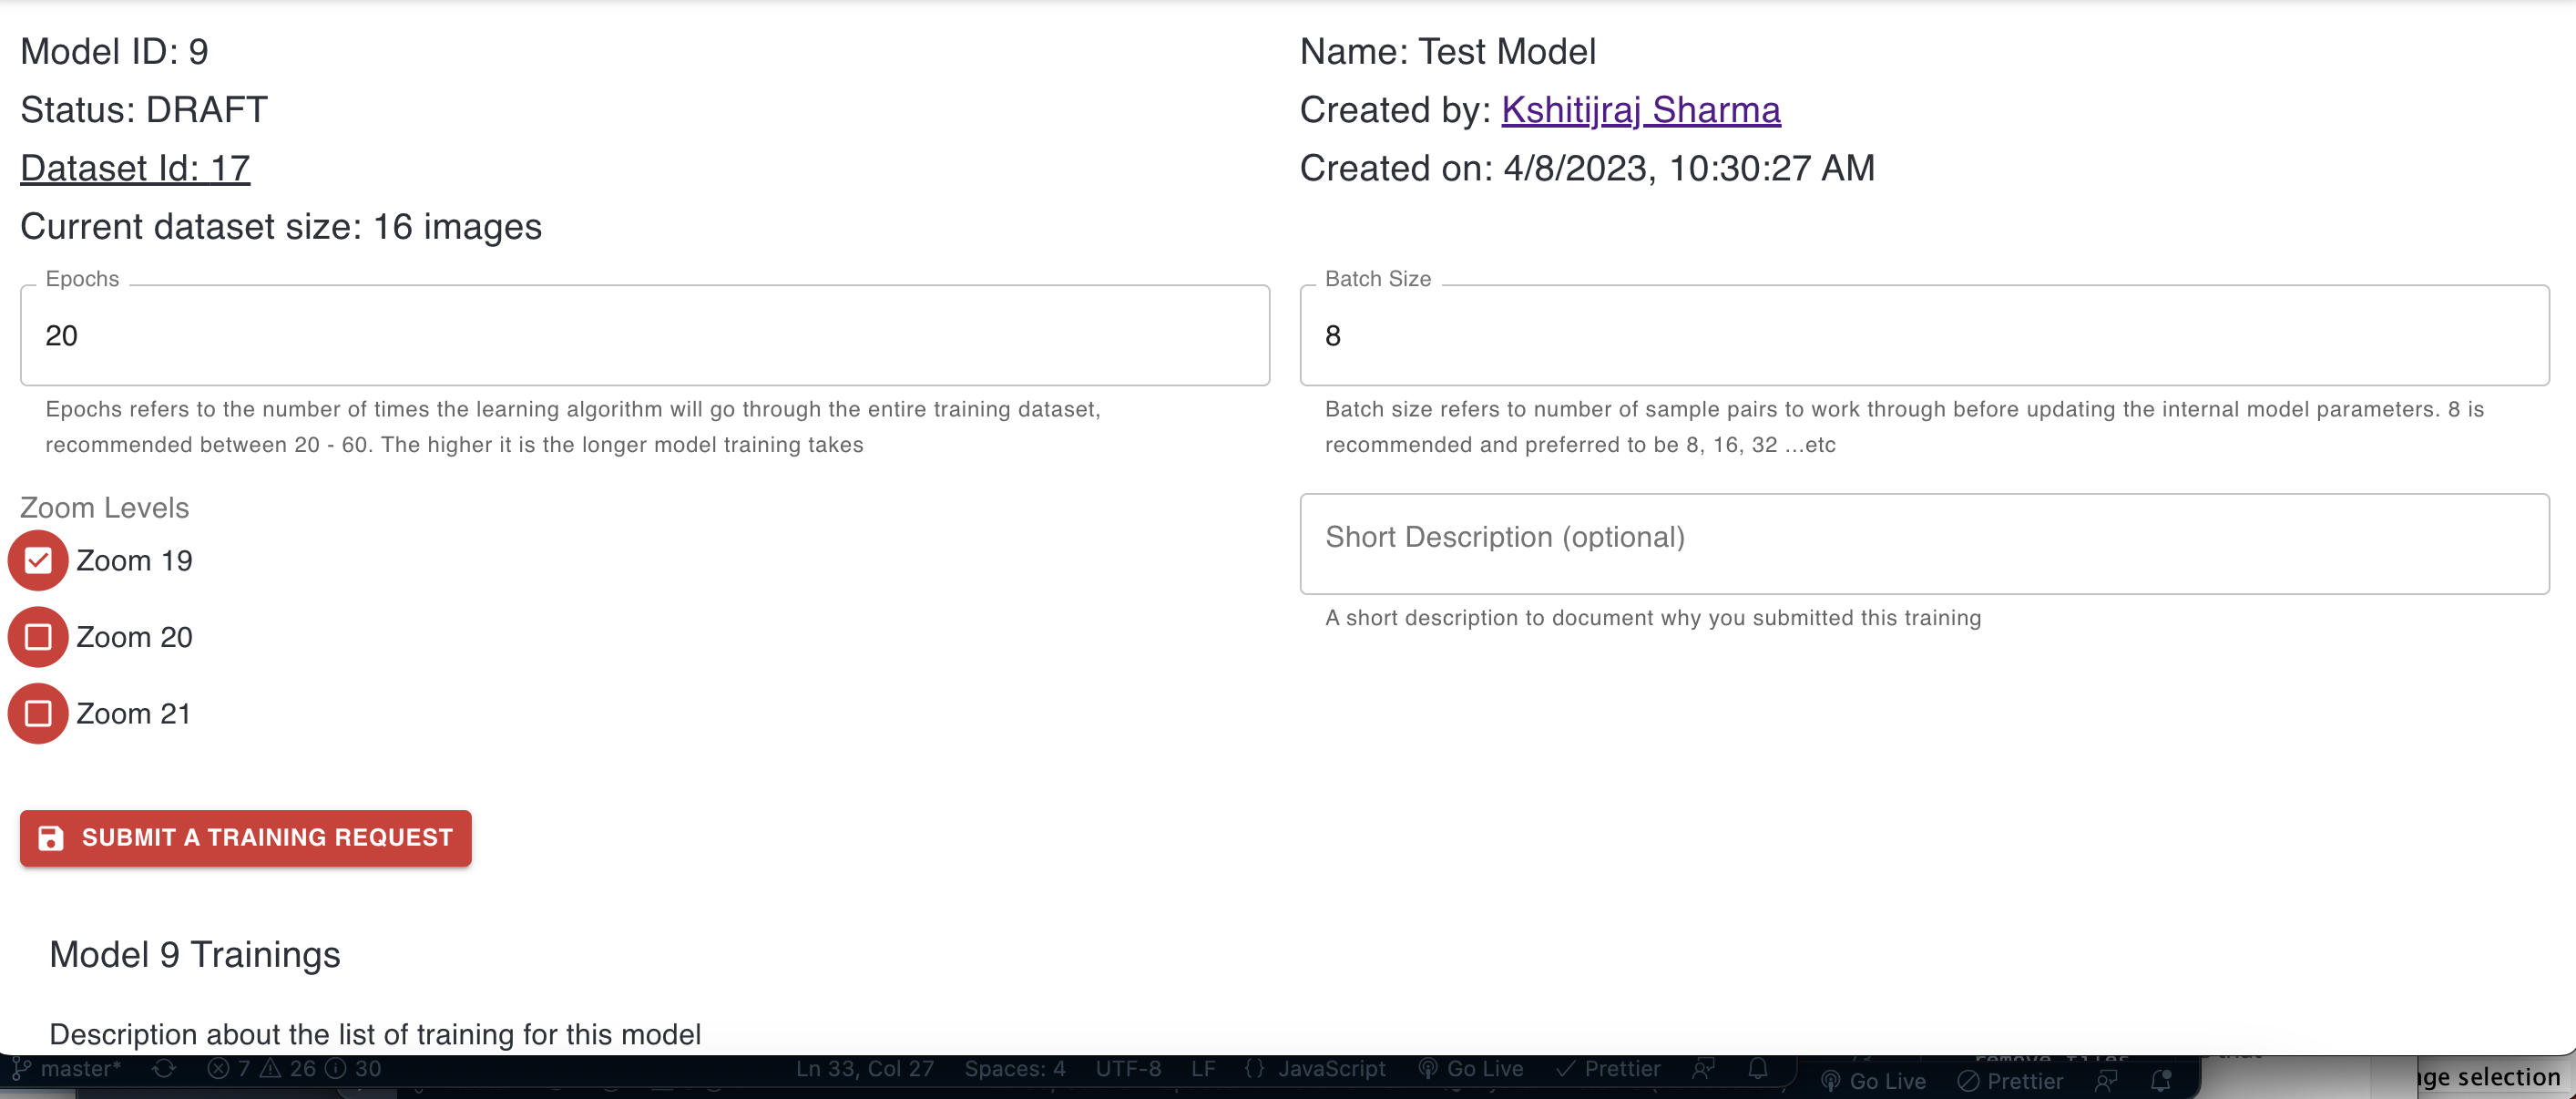 Model ID: 9
Name: Test Model
Status: DRAFT
Created by: Kshitijraj Sharma
Dataset Id: 17
Created on: 4/8/2023, 10:30:27 AM
Current dataset size: 16 images
Epochs
20
Epochs refers to the number of times the learning algorithm will go through the entire training dataset,
recommended between 20 - 60. The higher it is the longer model training takes
Batch Size
8
Batch size refers to number of sample pairs to work through before updating the internal model parameters. 8 is
recommended and preferred to be 8, 16, 32 ...etc
Zoom Levels
Zoom 19
Zoom 20
Zoom 21
Short Description (optional)
A short description to document why you submitted this training
SUBMIT A TRAINING REQUEST
Model 9 Trainings
Description about the list of training for this model
master* 7 26 30 Ln 33, Col 27 Spaces: 4 UTF-8 LF {} JavaScript Go Live Prettier
Go Live Prettier
selection